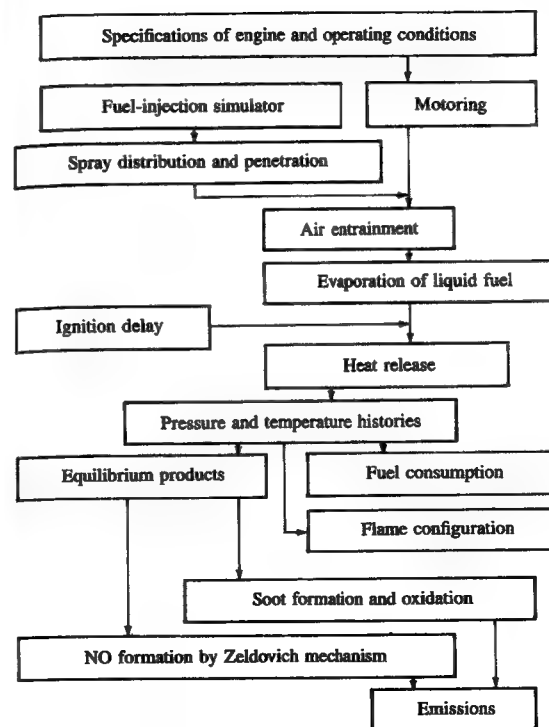 Specifications of engine and operating conditions
Fuel-injection simulator
Motoring
Spray distribution and penetration
Air entrainment
Evaporation of liquid fuel
Ignition delay
Heat release
Pressure and temperature histories
Equilibrium products
Fuel consumption
Flame configuration
Soot formation and oxidation
NO formation by Zeldovich mechanism
Emissions